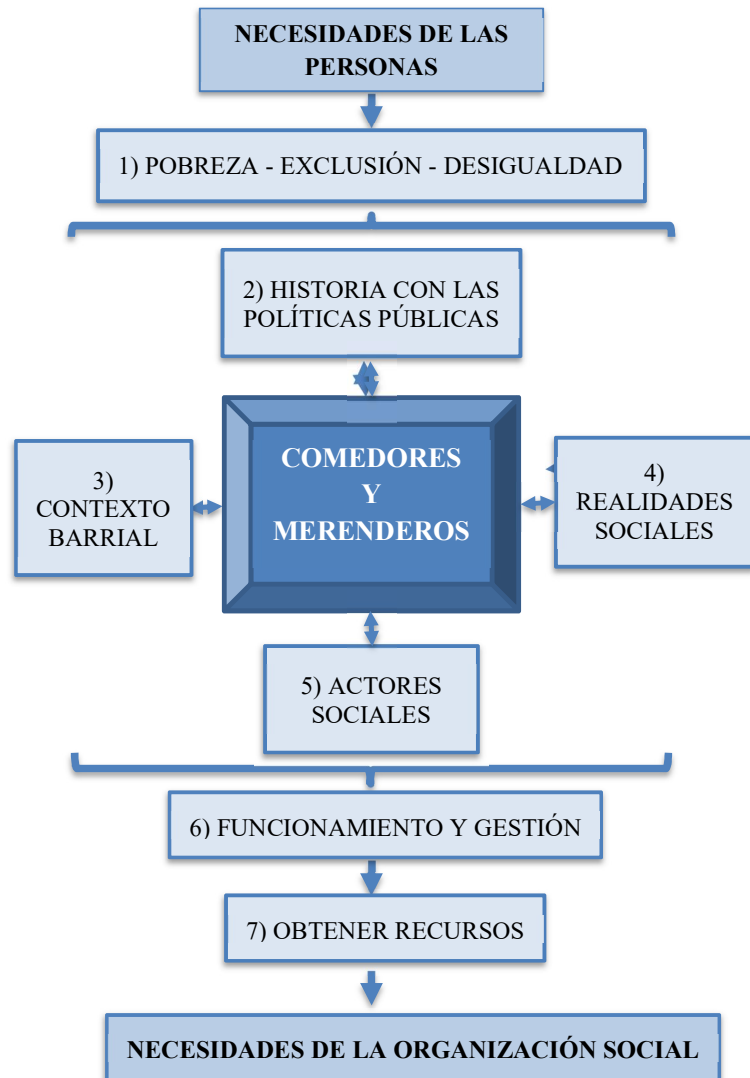 NECESIDADES DE LAS
PERSONAS
1) POBREZA - EXCLUSIÓN - DESIGUALDAD
2) HISTORIA CON LAS
POLÍTICAS PÚBLICAS
COMEDORES
Y
MERENDEROS
3)
CONTEXTO
BARRIAL
4)
REALIDADES
SOCIALES
5) ACTORES
SOCIALES
6) FUNCIONAMIENTO Y GESTIÓN
7) OBTENER RECURSOS
NECESIDADES DE LA ORGANIZACIÓN SOCIAL